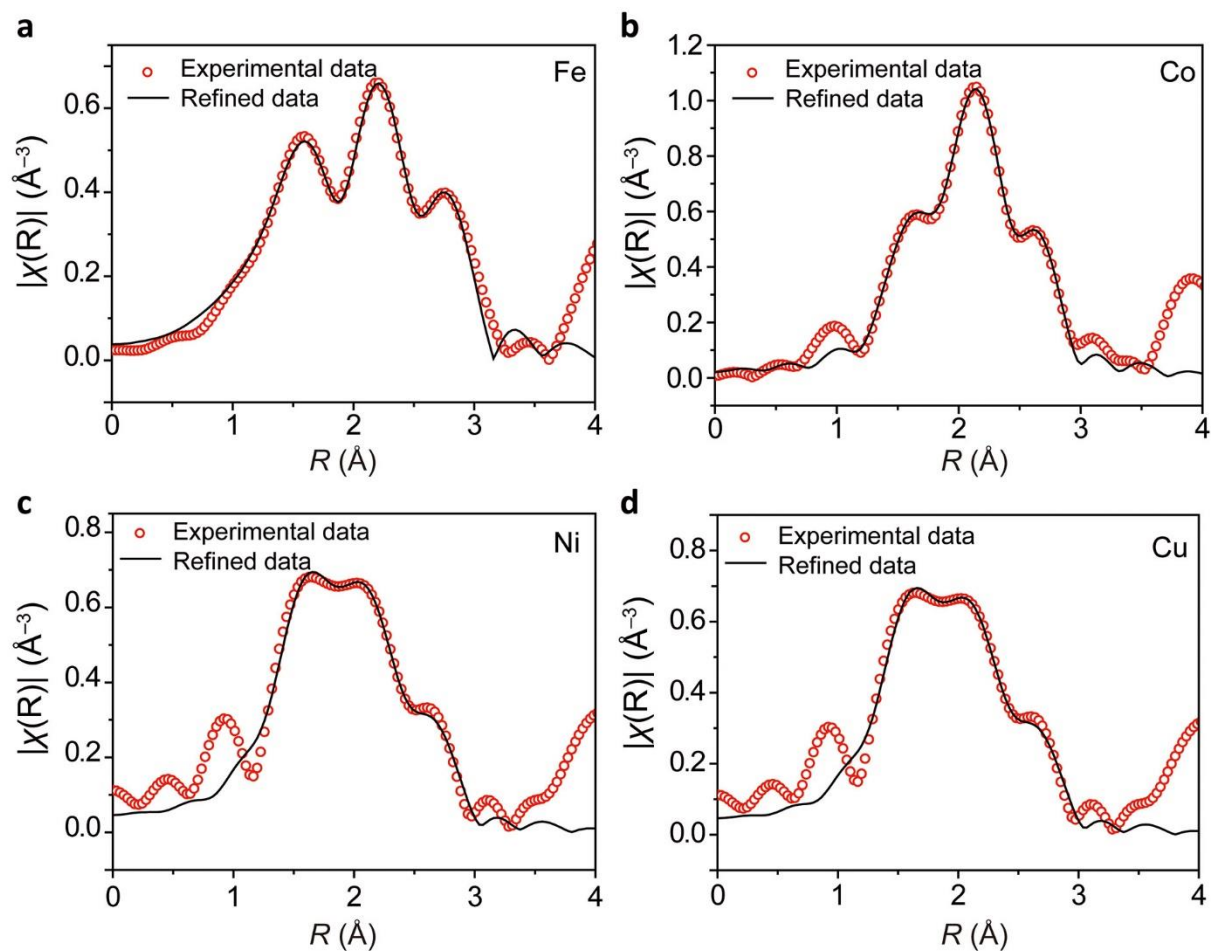 a
Experimental data
Refined data
Fe
0.6
0.4
0.2
0.0
|χ(R)| (Å⁻³)
0 1 2 3 4
R (Å)
b
Experimental data
Refined data
Co
1.2
1.0
0.8
0.6
0.4
0.2
0.0
|χ(R)| (Å⁻³)
0 1 2 3 4
R (Å)
c
Experimental data
Refined data
Ni
0.8
0.6
0.4
0.2
0.0
|χ(R)| (Å⁻³)
0 1 2 3 4
R (Å)
d
Experimental data
Refined data
Cu
0.8
0.6
0.4
0.2
0.0
|χ(R)| (Å⁻³)
0 1 2 3 4
R (Å)